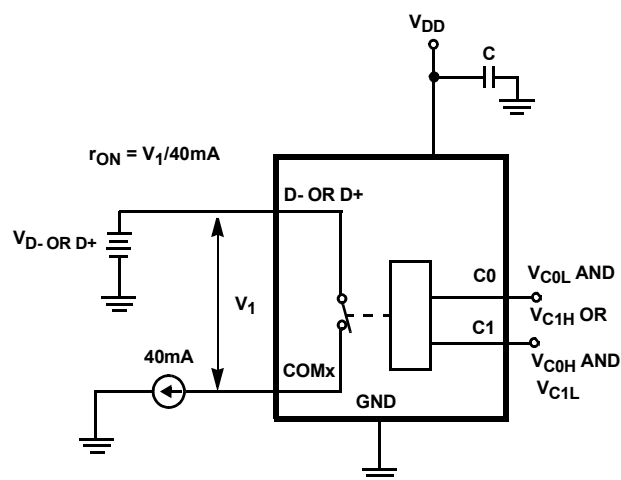 VDD
C
rON = V1/40mA
D- OR D+
VD- OR D+
V1
C0
VC0L AND
VC1H OR
C1
VC0H AND
VC1L
40mA
COMx
GND